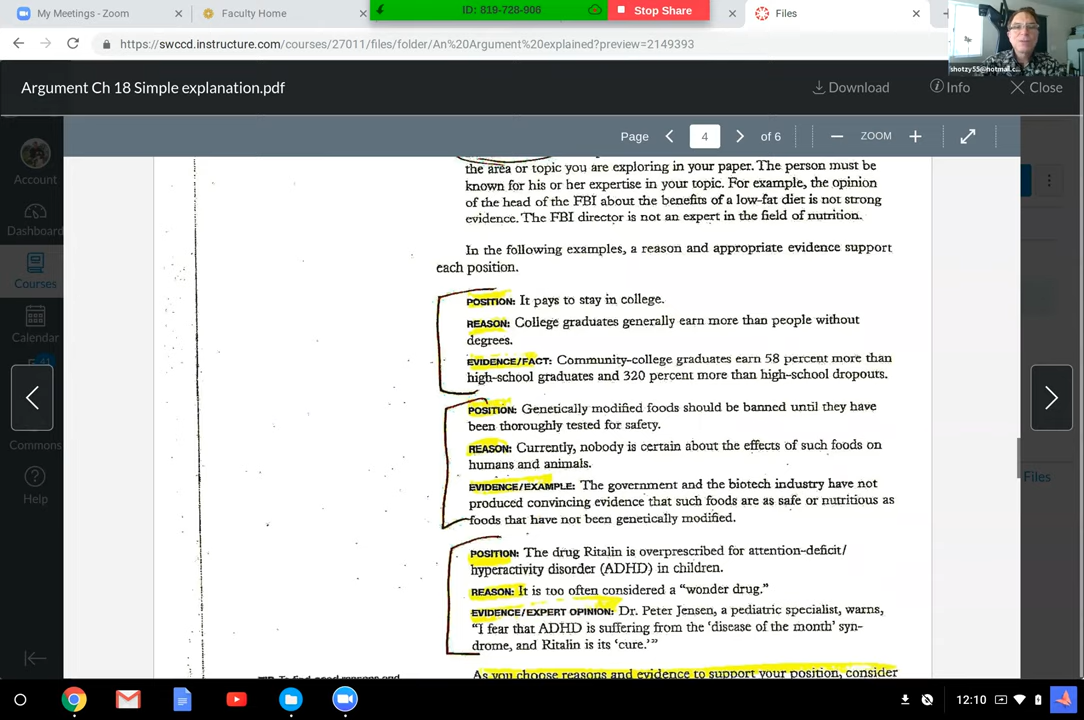 My Meetings - Zoom
Faculty Home
ID: 819-728-906
Stop Share
Files
https://swccd.instructure.com/courses/27011/files/folder/An%20Argument%20explained?preview=2149393
Argument Ch 18 Simple explanation.pdf
Download
Info
Close
Page
4
of 6
ZOOM
Account
Dashboard
Courses
Calendar
41
Commons
Help
Files
the area or topic you are exploring in your paper. The person must be
known for his or her expertise in your topic. For example, the opinion
of the head of the FBI about the benefits of a low-fat diet is not strong
evidence. The FBI director is not an expert in the field of nutrition.
In the following examples, a reason and appropriate evidence support
each position.
POSITION: It pays to stay in college.
REASON: College graduates generally earn more than people without
degrees.
EVIDENCE/FACT: Community-college graduates earn 58 percent more than
high-school graduates and 320 percent more than high-school dropouts.
POSITION: Genetically modified foods should be banned until they have
been thoroughly tested for safety.
REASON: Currently, nobody is certain about the effects of such foods on
humans and animals.
EVIDENCE/EXAMPLE: The government and the biotech industry have not
produced convincing evidence that such foods are as safe or nutritious as
foods that have not been genetically modified.
POSITION: The drug Ritalin is overprescribed for attention-deficit/
hyperactivity disorder (ADHD) in children.
REASON: It is too often considered a “wonder drug.”
EVIDENCE/EXPERT OPINION: Dr. Peter Jensen, a pediatric specialist, warns,
“I fear that ADHD is suffering from the ‘disease of the month’ syn-
drome, and Ritalin is its ‘cure.’”
As you choose reasons and evidence to support your position, consider
12:10